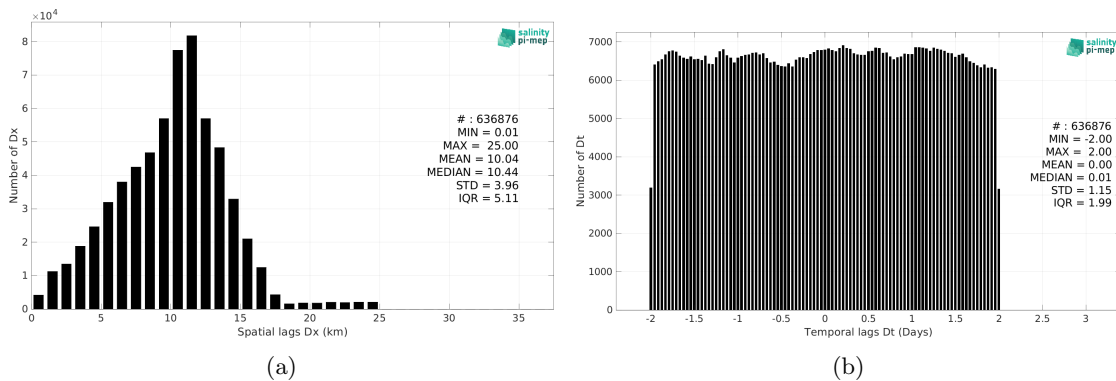 ×10⁴
9
8
7
6
5
4
3
2
1
0
Number of Dx
0 5 10 15 20 25 30 35
Spatial lags Dx (km)
salinity
pi-mep
# : 636876
MIN = 0.01
MAX = 25.00
MEAN = 10.04
MEDIAN = 10.44
STD = 3.96
IQR = 5.11
(a)
7000
6000
5000
4000
3000
2000
1000
0
Number of Dt
-2 -1.5 -1 -0.5 0 0.5 1 1.5 2 2.5 3
Temporal lags Dt (Days)
salinity
pi-mep
# : 636876
MIN = -2.00
MAX = 2.00
MEAN = 0.00
MEDIAN = 0.01
STD = 1.15
IQR = 1.99
(b)